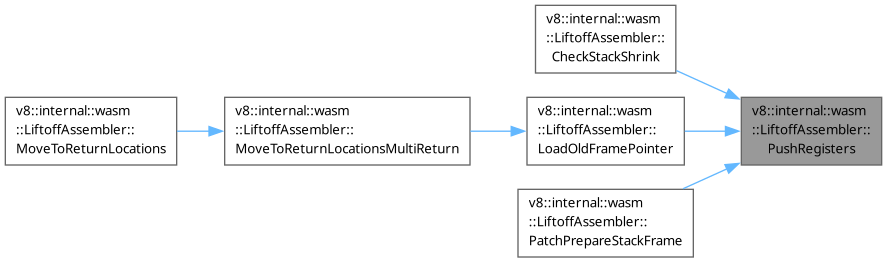 v8::internal::wasm
::LiftoffAssembler::
CheckStackShrink
v8::internal::wasm
::LiftoffAssembler::
MoveToReturnLocations
v8::internal::wasm
::LiftoffAssembler::
MoveToReturnLocationsMultiReturn
v8::internal::wasm
::LiftoffAssembler::
LoadOldFramePointer
v8::internal::wasm
::LiftoffAssembler::
PushRegisters
v8::internal::wasm
::LiftoffAssembler::
PatchPrepareStackFrame